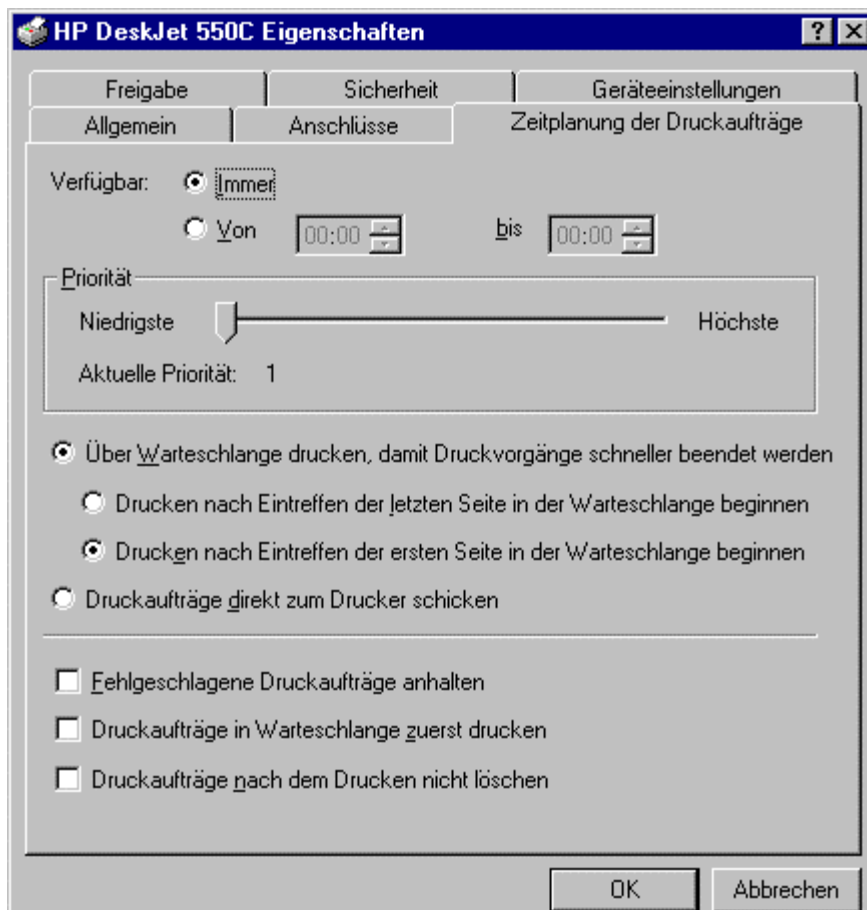 HP DeskJet 550C Eigenschaften
Freigabe Sicherheit Geräteeinstellungen
Allgemein Anschlüsse Zeitplanung der Druckaufträge
Verfügbar: Immer
Von 00:00 bis 00:00
Priorität
Niedrigste Höchste
Aktuelle Priorität: 1
Über Warteschlange drucken, damit Druckvorgänge schneller beendet werden
Drucken nach Eintreffen der letzten Seite in der Warteschlange beginnen
Drucken nach Eintreffen der ersten Seite in der Warteschlange beginnen
Druckaufträge direkt zum Drucker schicken
Fehlgeschlagene Druckaufträge anhalten
Druckaufträge in Warteschlange zuerst drucken
Druckaufträge nach dem Drucken nicht löschen
OK Abbrechen